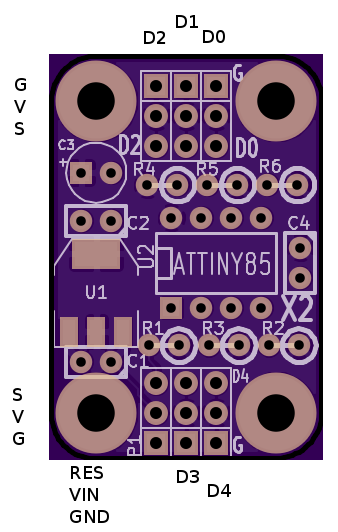 D1
D2 D0
G
V
S
G
C3
+
D2 D0
R4 R5 R6
C2
U2
ATTINY85
C4
U1
X2
R1 R3 R2
C1
D4
P1
G
S
V
G
RES
VIN
GND
D3
D4